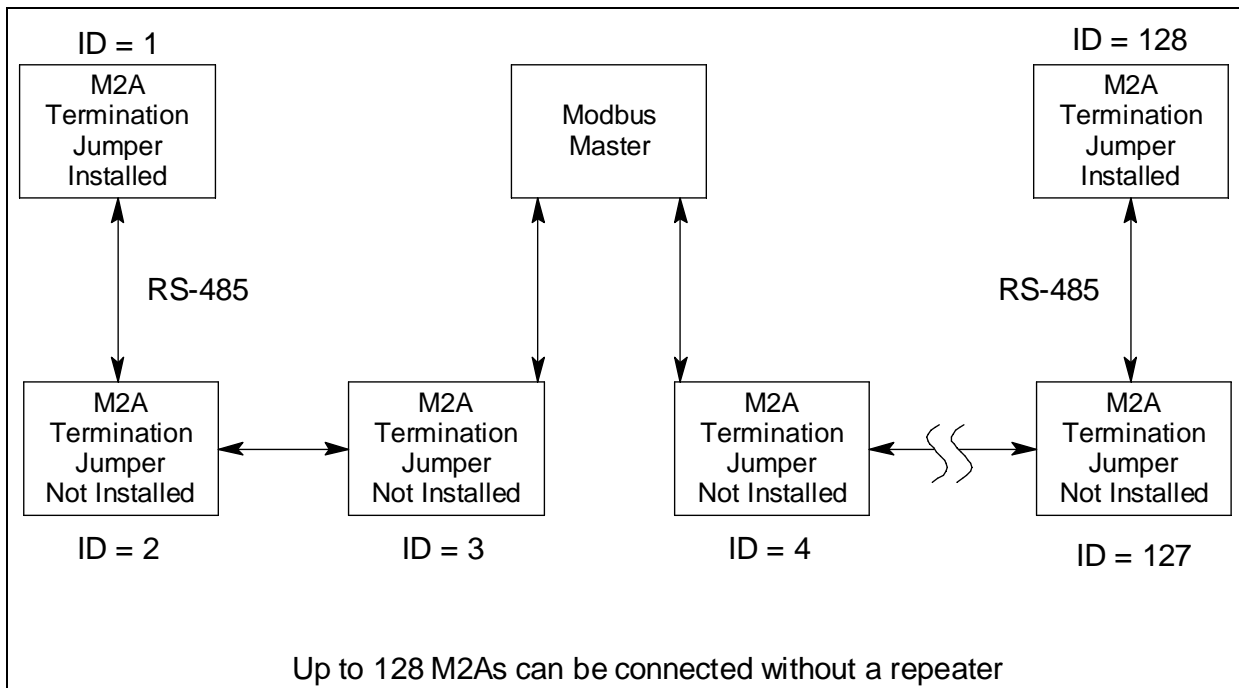 ID = 1
M2A
Termination
Jumper
Installed
Modbus
Master
ID = 128
M2A
Termination
Jumper
Installed
RS-485
RS-485
M2A
Termination
Jumper
Not Installed
ID = 2
M2A
Termination
Jumper
Not Installed
ID = 3
M2A
Termination
Jumper
Not Installed
ID = 4
M2A
Termination
Jumper
Not Installed
ID = 127
Up to 128 M2As can be connected without a repeater